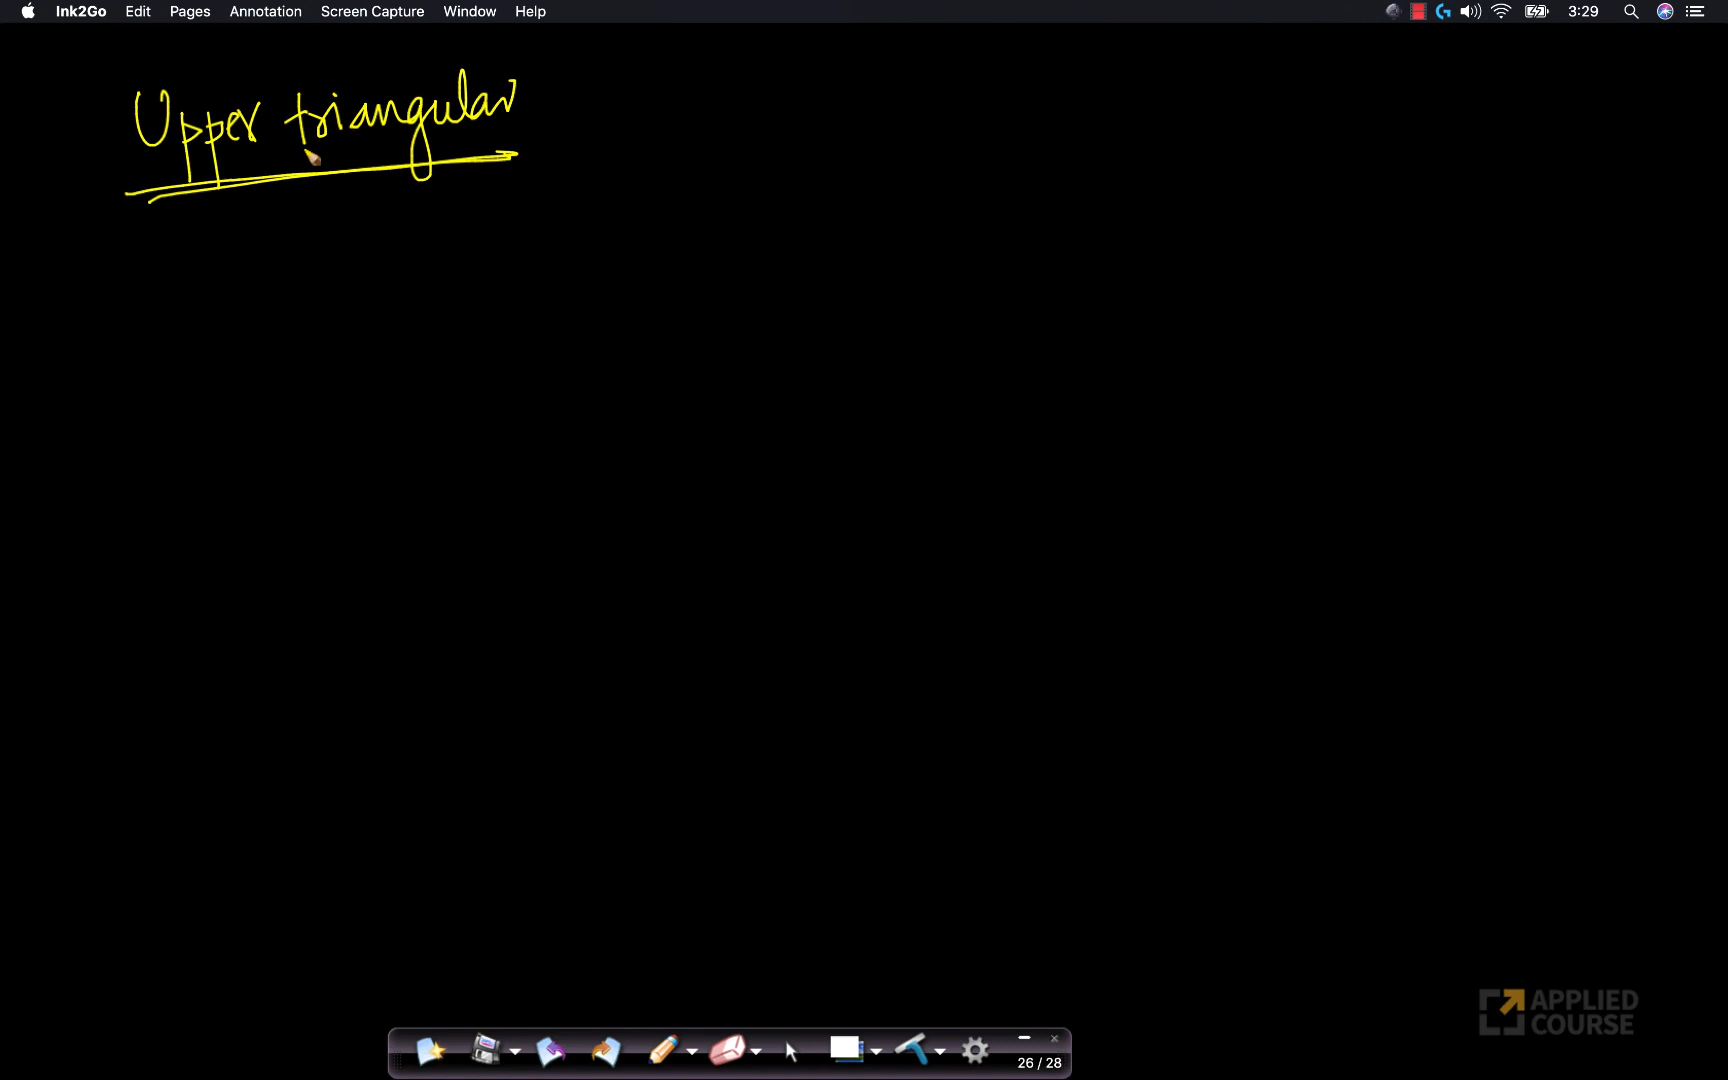 Ink2Go Edit Pages Annotation Screen Capture Window Help 3:29
Upper triangular
APPLIED
COURSE
26 / 28